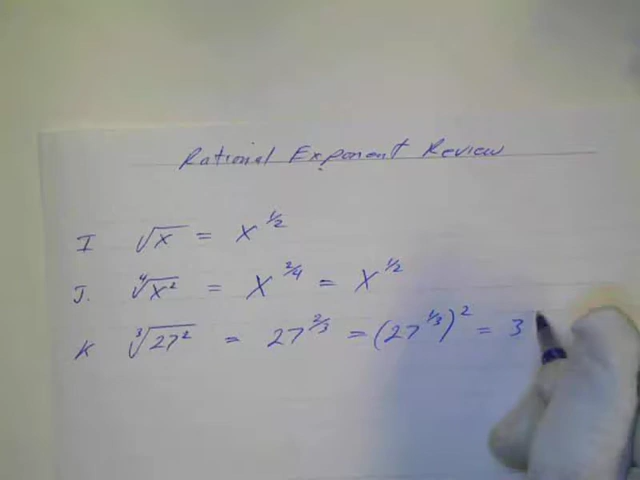 Rational Exponent Review
I √x = x^1/2
J. ⁴√x² = x^2/4 = x^1/2
K ³√27² = 27^2/3 = (27^1/3)² = 3